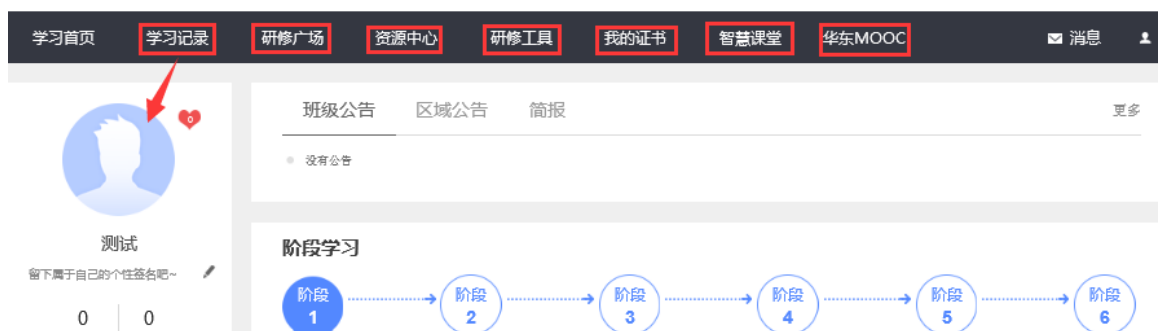 学习首页 学习记录 研修广场 资源中心 研修工具 我的证书 智慧课堂 华东MOOC 消息
0
班级公告 区域公告 简报 更多
没有公告
测试
留下属于自己的个性签名吧~
0 0
阶段学习
阶段 1
阶段 2
阶段 3
阶段 4
阶段 5
阶段 6